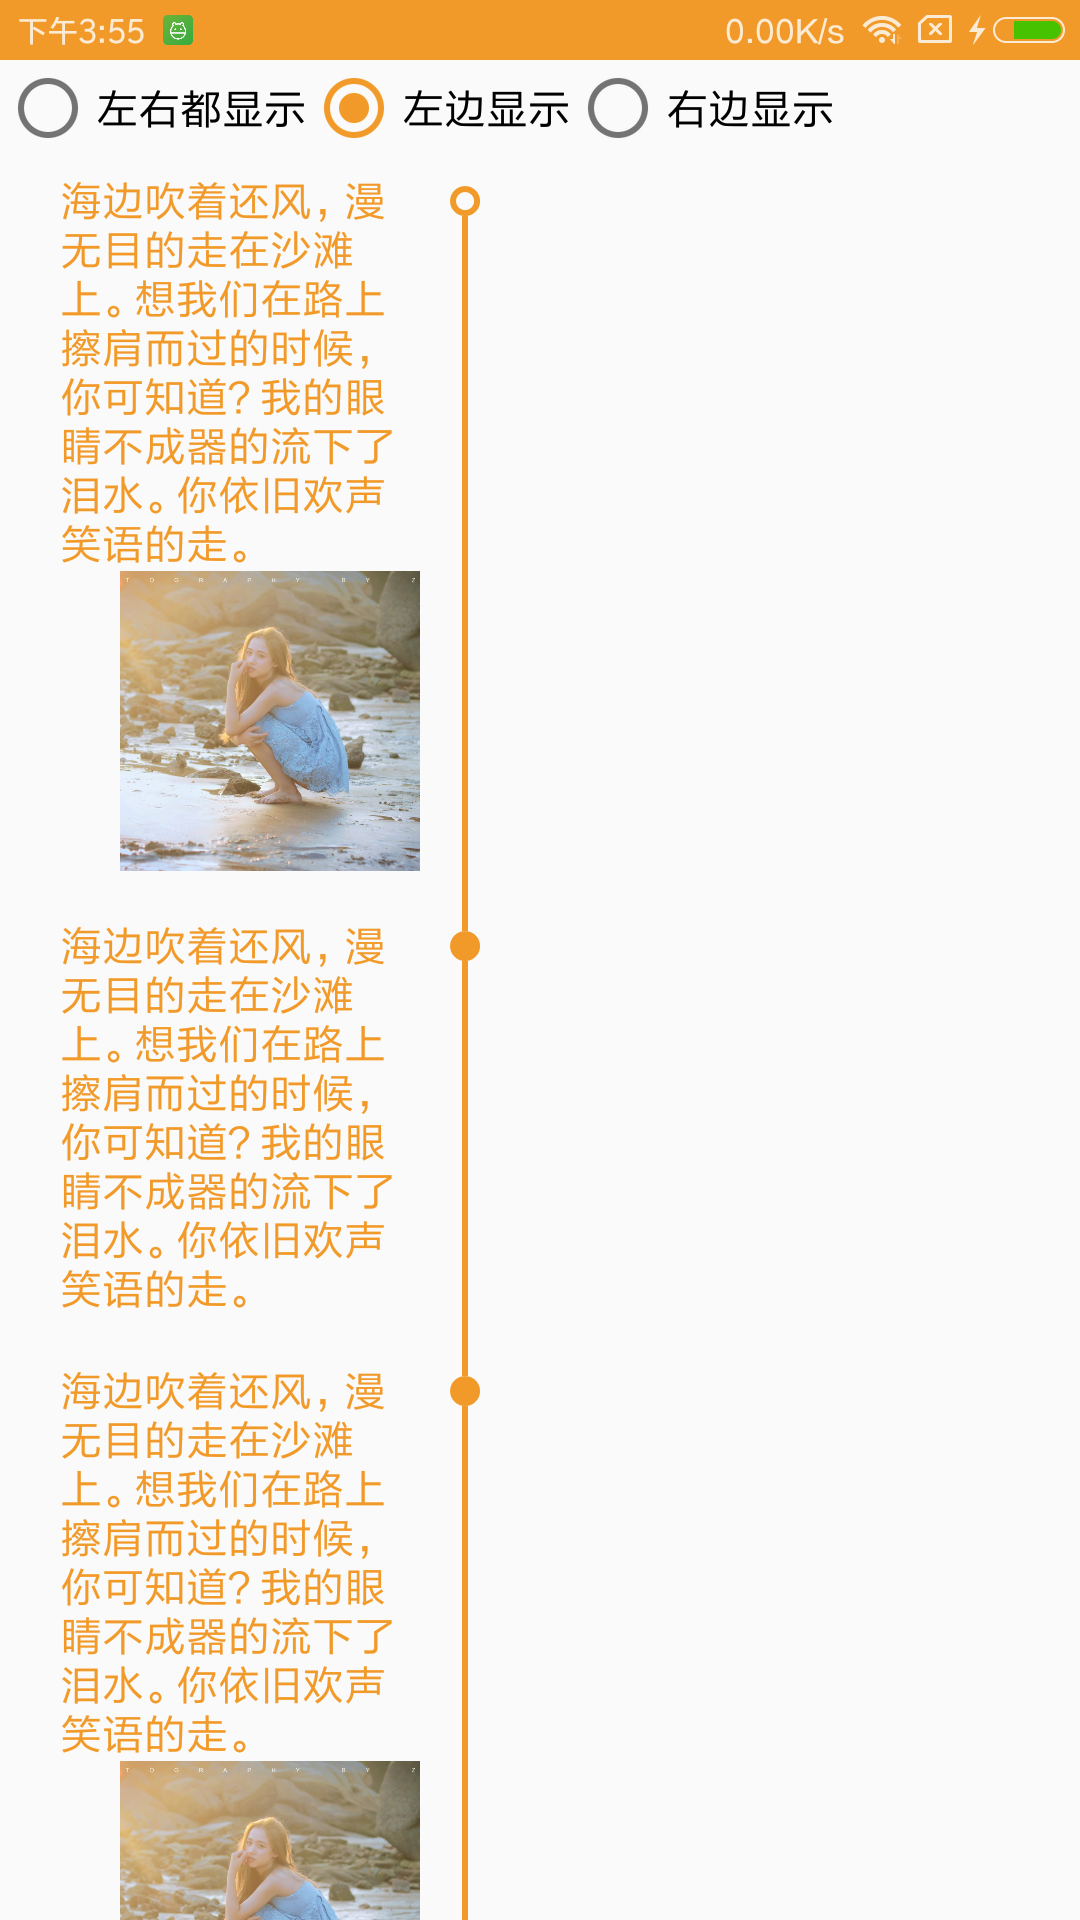 下午3:55
0.00K/s
左右都显示 左边显示 右边显示
海边吹着还风，漫
无目的走在沙滩
上。想我们在路上
擦肩而过的时候，
你可知道？我的眼
睛不成器的流下了
泪水。你依旧欢声
笑语的走。
TOGRAPHY BY Z
海边吹着还风，漫
无目的走在沙滩
上。想我们在路上
擦肩而过的时候，
你可知道？我的眼
睛不成器的流下了
泪水。你依旧欢声
笑语的走。
海边吹着还风，漫
无目的走在沙滩
上。想我们在路上
擦肩而过的时候，
你可知道？我的眼
睛不成器的流下了
泪水。你依旧欢声
笑语的走。
TOGRAPHY BY Z